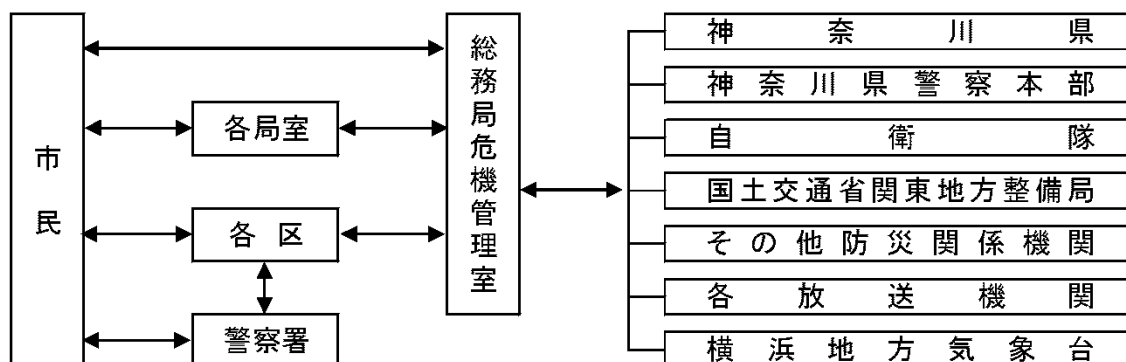 市民
各局室
各区
警察署
総務局危機管理室
神奈川県
神奈川県警察本部
自衛隊
国土交通省関東地方整備局
その他防災関係機関
各放送機関
横浜地方気象台